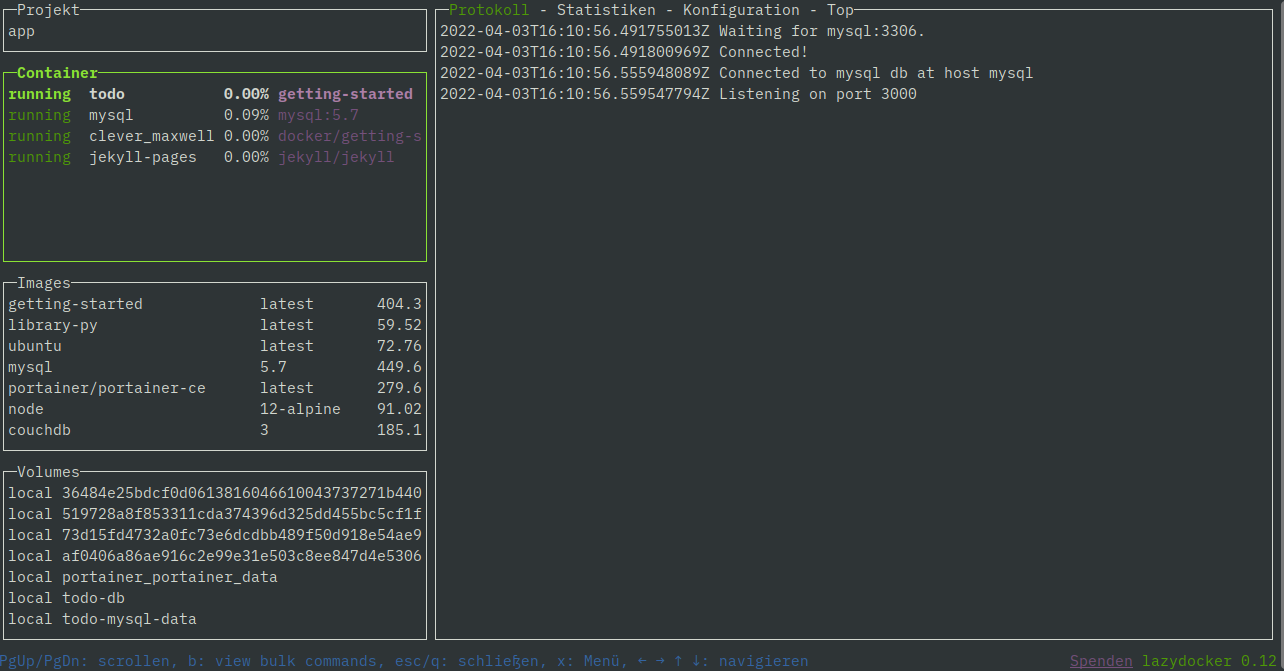 Projekt
app
Container
running todo 0.00% getting-started
running mysql 0.09% mysql:5.7
running clever_maxwell 0.00% docker/getting-s
running jekyll-pages 0.00% jekyll/jekyll
Images
getting-started latest 404.3
library-py latest 59.52
ubuntu latest 72.76
mysql 5.7 449.6
portainer/portainer-ce latest 279.6
node 12-alpine 91.02
couchdb 3 185.1
Volumes
local 36484e25bdcf0d0613816046610043737271b440
local 519728a8f853311cda374396d325dd455bc5cf1f
local 73d15fd4732a0fc73e6dcdbb489f50d918e54ae9
local af0406a86ae916c2e99e31e503c8ee847d4e5306
local portainer_portainer_data
local todo-db
local todo-mysql-data
Protokoll - Statistiken - Konfiguration - Top
2022-04-03T16:10:56.491755013Z Waiting for mysql:3306.
2022-04-03T16:10:56.491800969Z Connected!
2022-04-03T16:10:56.555948089Z Connected to mysql db at host mysql
2022-04-03T16:10:56.559547794Z Listening on port 3000
PgUp/PgDn: scrollen, b: view bulk commands, esc/q: schließen, x: Menü, ← → ↑ ↓: navigieren
Spenden lazydocker 0.12